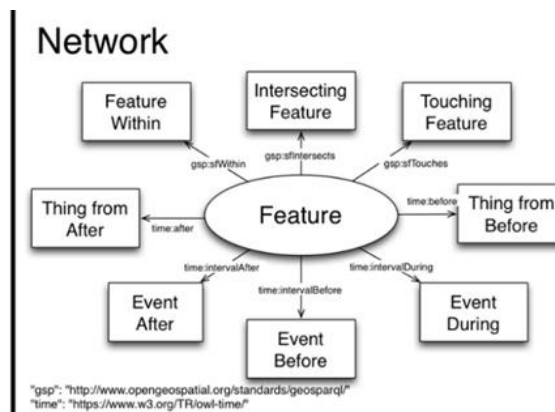 Network
Feature
Within
Intersecting
Feature
Touching
Feature
gsp:sfWithin
gsp:sfIntersects
gsp:sfTouches
Thing from
After
time:after
Feature
time:before
Thing from
Before
time:intervalAfter
time:intervalBefore
time:intervalDuring
Event
After
Event
Before
Event
During
"gsp": "http://www.opengeospatial.org/standards/geosparql/"
"time": "https://www.w3.org/TR/owl-time/"